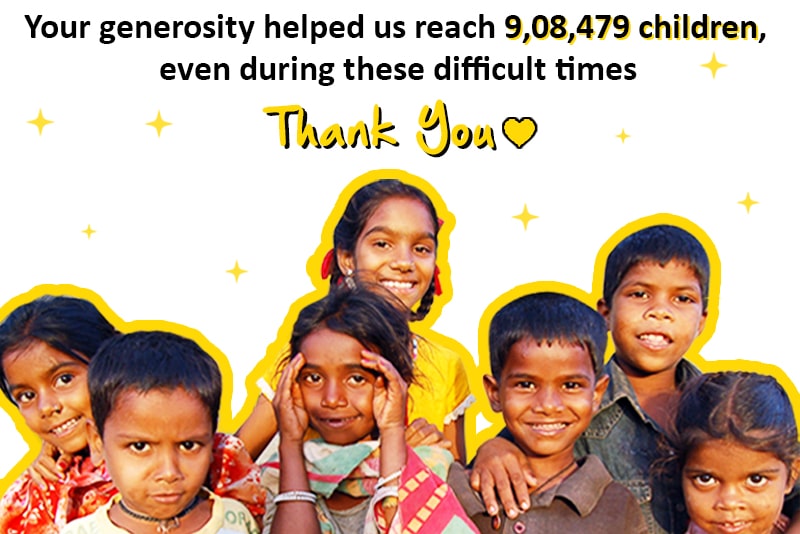 Your generosity helped us reach 9,08,479 children,
even during these difficult times
Thank You